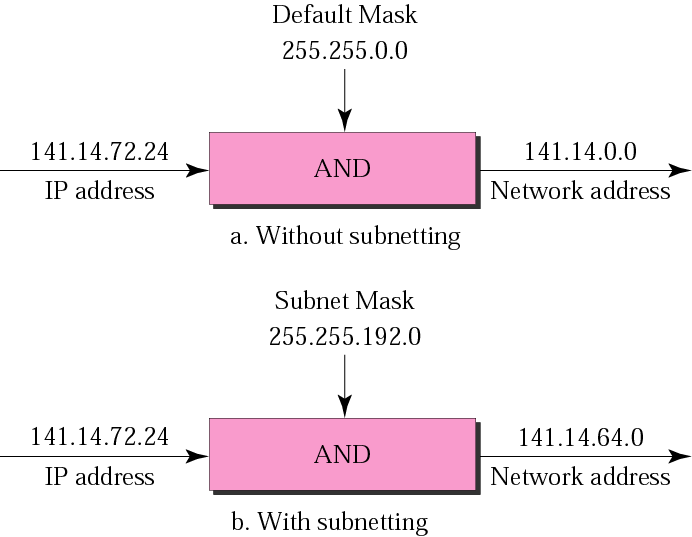 Default Mask
255.255.0.0
141.14.72.24
AND
141.14.0.0
IP address
Network address
a. Without subnetting
Subnet Mask
255.255.192.0
141.14.72.24
AND
141.14.64.0
IP address
Network address
b. With subnetting